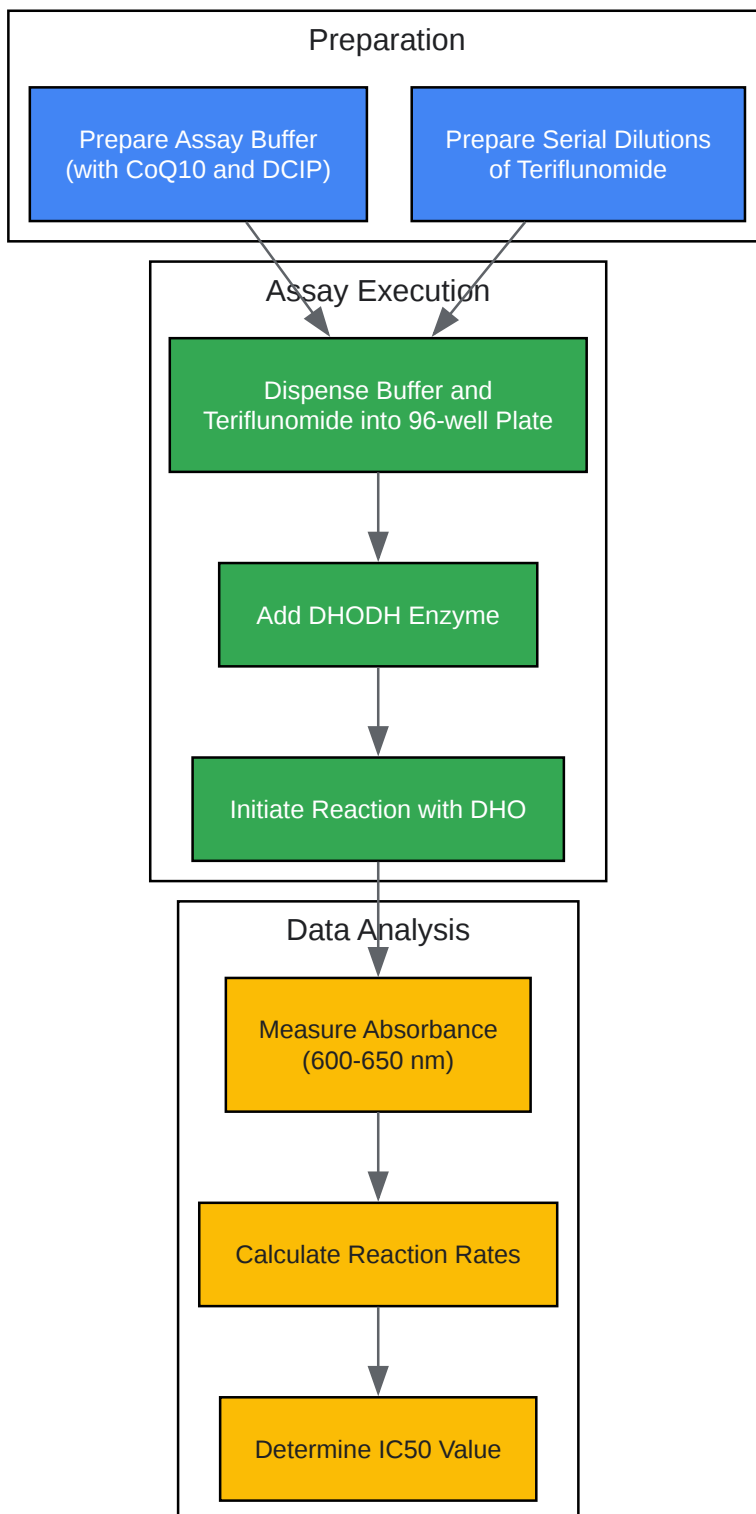 Preparation
Prepare Assay Buffer
(with CoQ10 and DCIP)
Prepare Serial Dilutions
of Teriflunomide
Assay Execution
Dispense Buffer and
Teriflunomide into 96-well Plate
Add DHODH Enzyme
Initiate Reaction with DHO
Data Analysis
Measure Absorbance
(600-650 nm)
Calculate Reaction Rates
Determine IC50 Value